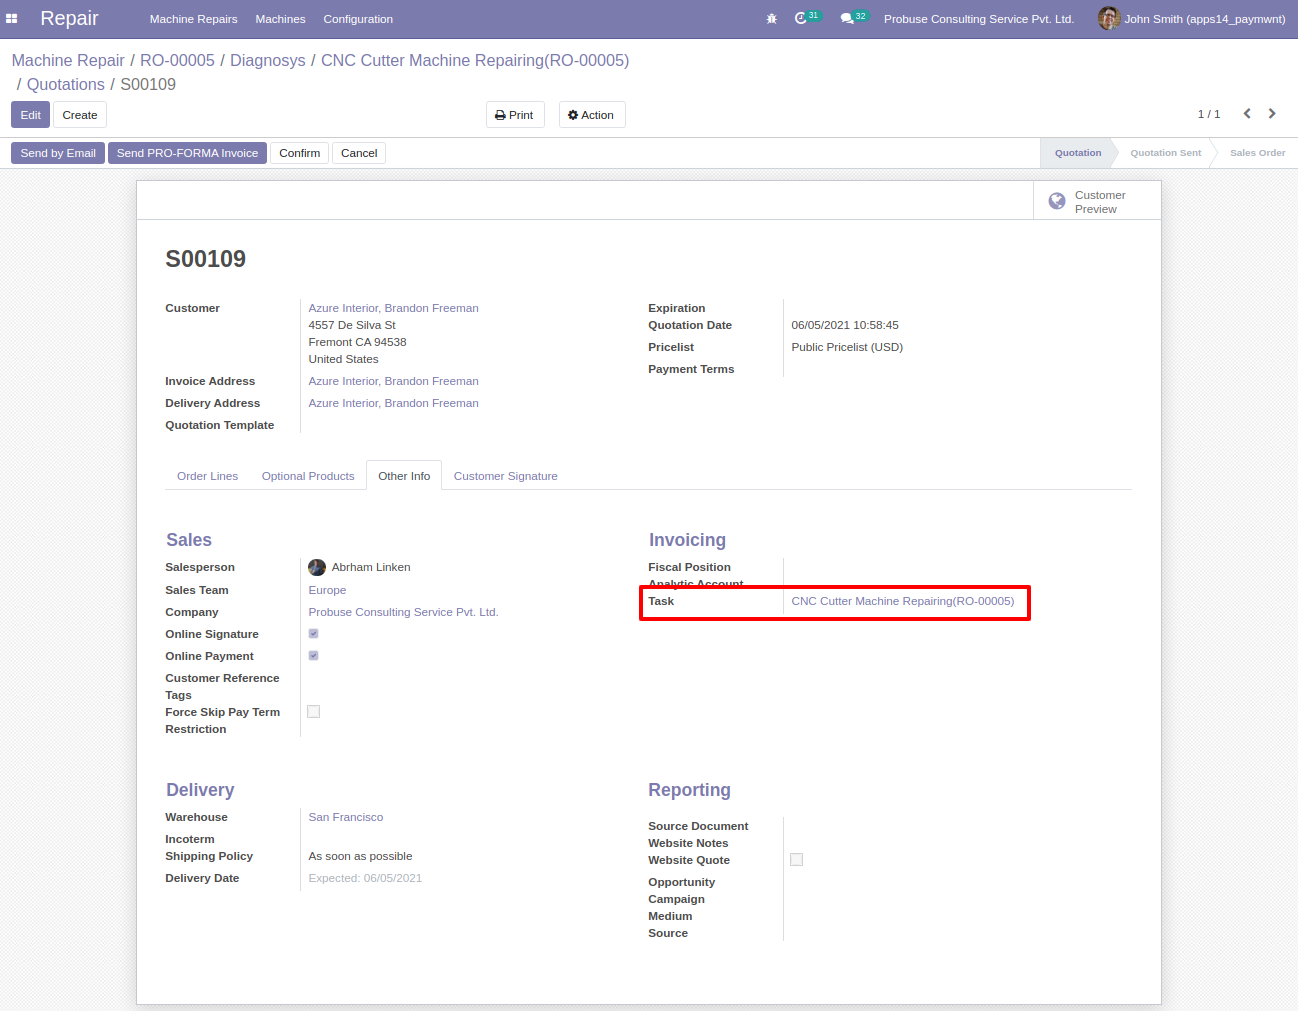 Repair
Machine Repairs Machines Configuration
31 32 Probuse Consulting Service Pvt. Ltd. John Smith (apps14_paymwnt)
Machine Repair / RO-00005 / Diagnosys / CNC Cutter Machine Repairing(RO-00005)
/ Quotations / S00109
Edit Create Print Action 1 / 1
Send by Email Send PRO-FORMA Invoice Confirm Cancel Quotation Quotation Sent Sales Order
Customer
Preview
S00109
Customer Azure Interior, Brandon Freeman
4557 De Silva St
Fremont CA 94538
United States
Invoice Address Azure Interior, Brandon Freeman
Delivery Address Azure Interior, Brandon Freeman
Quotation Template
Expiration
Quotation Date 06/05/2021 10:58:45
Pricelist Public Pricelist (USD)
Payment Terms
Order Lines Optional Products Other Info Customer Signature
Sales
Salesperson Abrham Linken
Sales Team Europe
Company Probuse Consulting Service Pvt. Ltd.
Online Signature
Online Payment
Customer Reference
Tags
Force Skip Pay Term
Restriction
Invoicing
Fiscal Position
Analytic Account
Task CNC Cutter Machine Repairing(RO-00005)
Delivery
Warehouse San Francisco
Incoterm
Shipping Policy As soon as possible
Delivery Date Expected: 06/05/2021
Reporting
Source Document
Website Notes
Website Quote
Opportunity
Campaign
Medium
Source